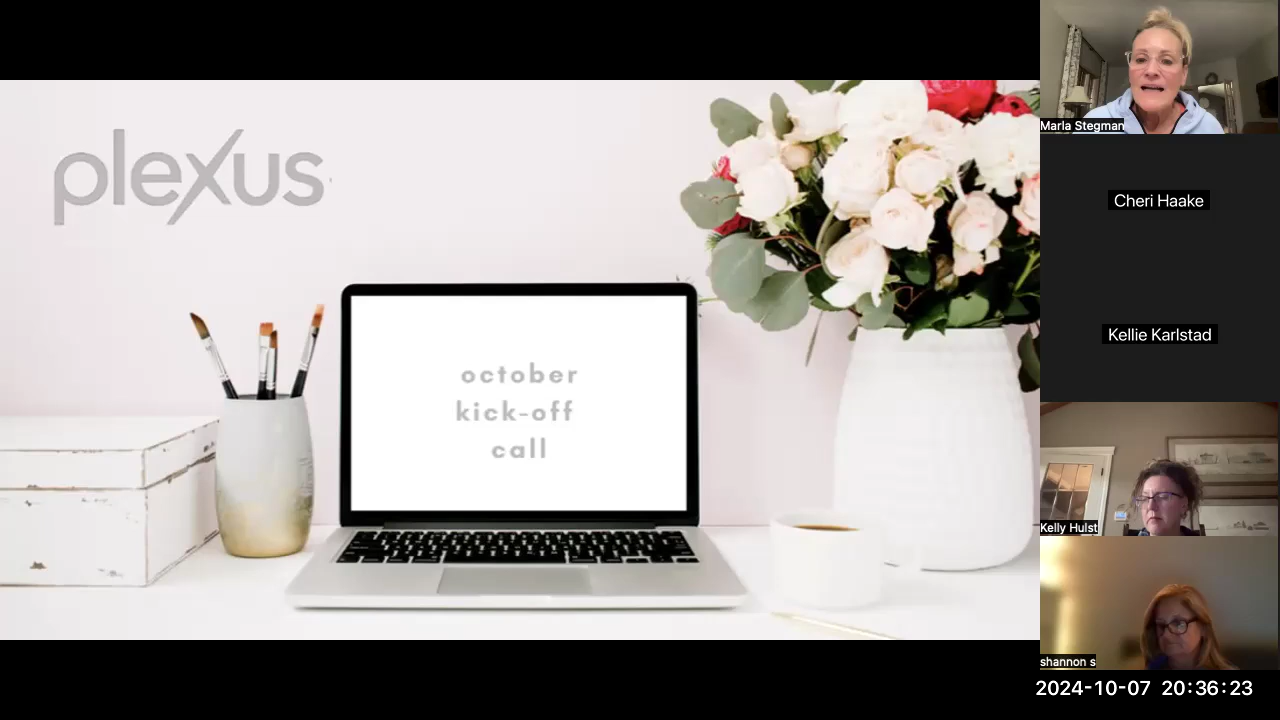 plexus
october
kick-off
call
Marla Stegman
Cheri Haake
Kellie Karlstad
Kelly Hulst
shannon s
2024-10-07 20:36:23